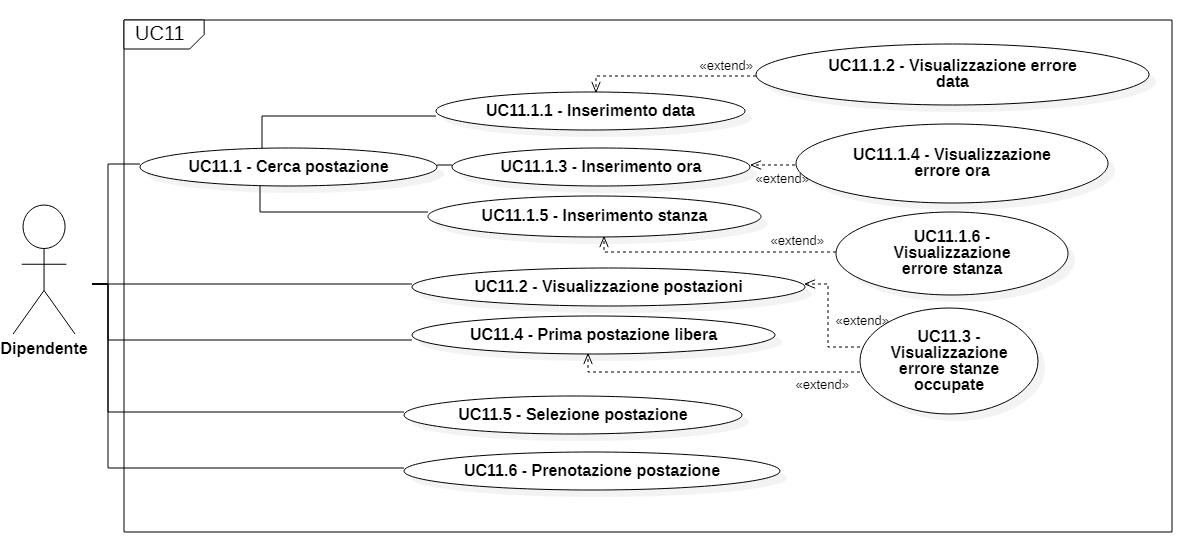 UC11
UC11.1.2 - Visualizzazione errore
data
«extend»
UC11.1.1 - Inserimento data
UC11.1 - Cerca postazione
UC11.1.3 - Inserimento ora
UC11.1.4 - Visualizzazione
errore ora
«extend»
UC11.1.5 - Inserimento stanza
«extend»
UC11.1.6 -
Visualizzazione
errore stanza
UC11.2 - Visualizzazione postazioni
«extend»
UC11.4 - Prima postazione libera
UC11.3 -
Visualizzazione
errore stanze
occupate
«extend»
Dipendente
UC11.5 - Selezione postazione
UC11.6 - Prenotazione postazione